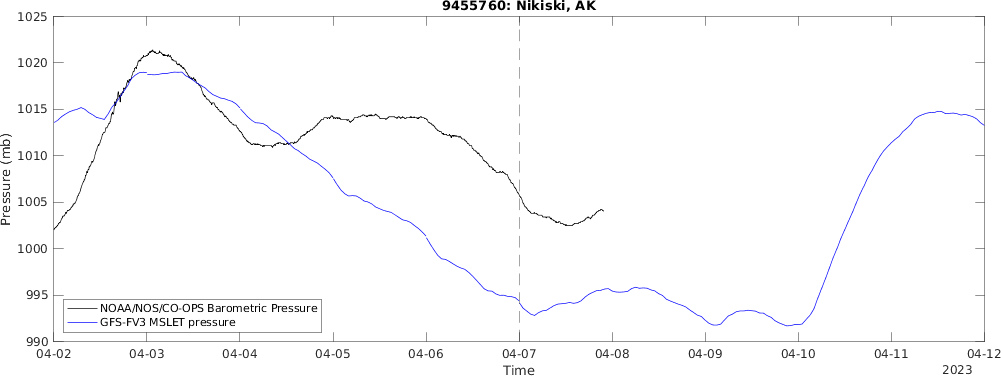 9455760: Nikiski, AK
Pressure (mb)
1025
1020
1015
1010
1005
1000
995
990
NOAA/NOS/CO-OPS Barometric Pressure
GFS-FV3 MSLET pressure
04-02 04-03 04-04 04-05 04-06 04-07 04-08 04-09 04-10 04-11 04-12
Time
2023